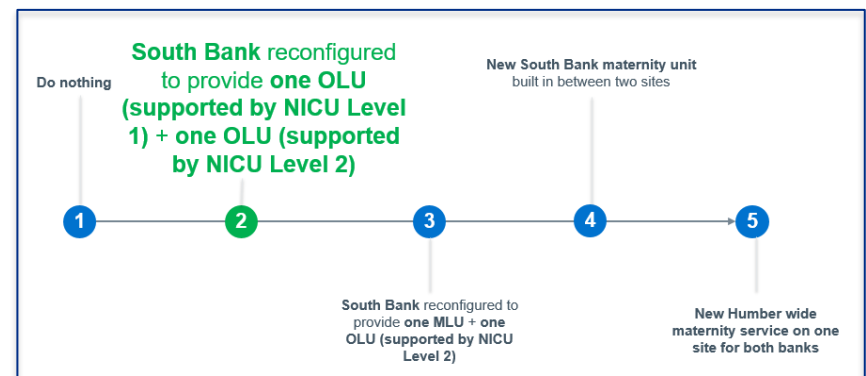 Do nothing
South Bank reconfigured
to provide one OLU
(supported by NICU Level
1) + one OLU (supported
by NICU Level 2)
New South Bank maternity unit
built in between two sites
1
2
3
4
5
South Bank reconfigured to
provide one MLU + one
OLU (supported by NICU
Level 2)
New Humber wide
maternity service on one
site for both banks